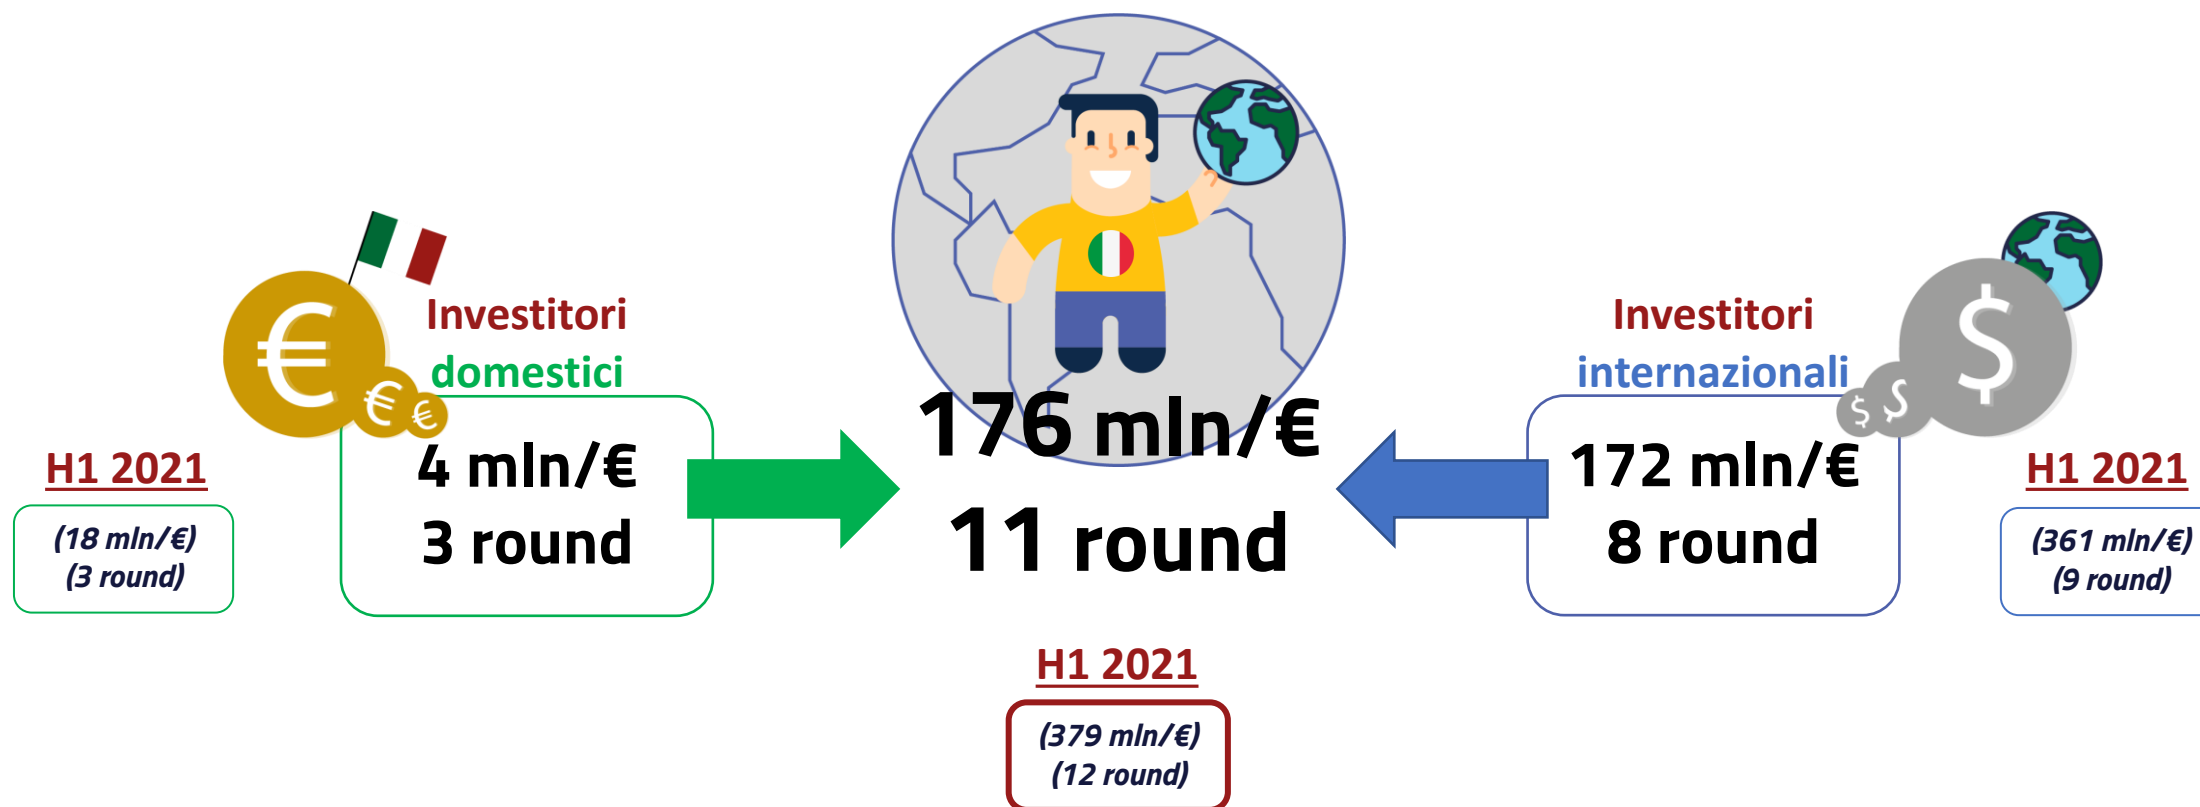 Investitori
domestici
4 mln/€
3 round
H1 2021
(18 mln/€)
(3 round)
176 mln/€
11 round
H1 2021
(379 mln/€)
(12 round)
Investitori
internazionali
172 mln/€
8 round
H1 2021
(361 mln/€)
(9 round)
€
€
€
$
$
$